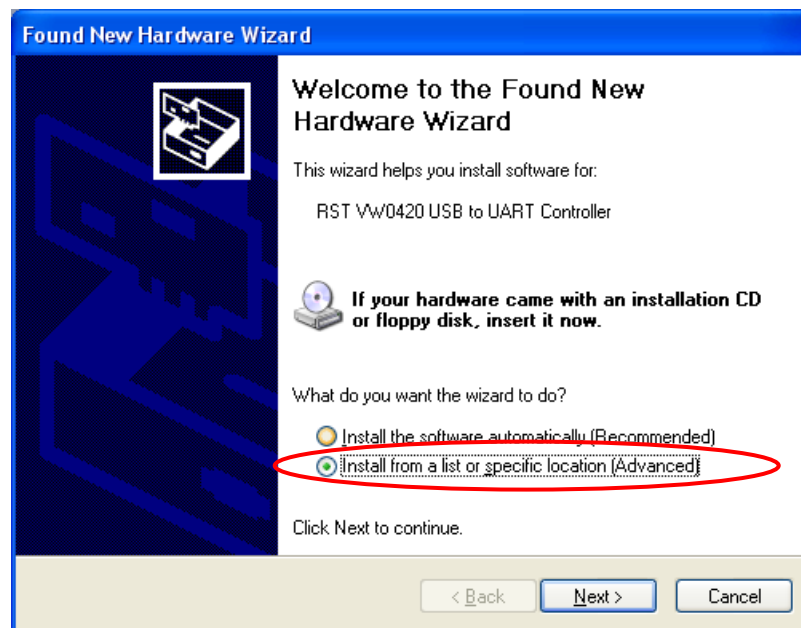 Found New Hardware Wizard
Welcome to the Found New
Hardware Wizard
This wizard helps you install software for:
RST VW0420 USB to UART Controller
If your hardware came with an installation CD
or floppy disk, insert it now.
What do you want the wizard to do?
Install the software automatically (Recommended)
Install from a list or specific location (Advanced)
Click Next to continue.
< Back Next > Cancel